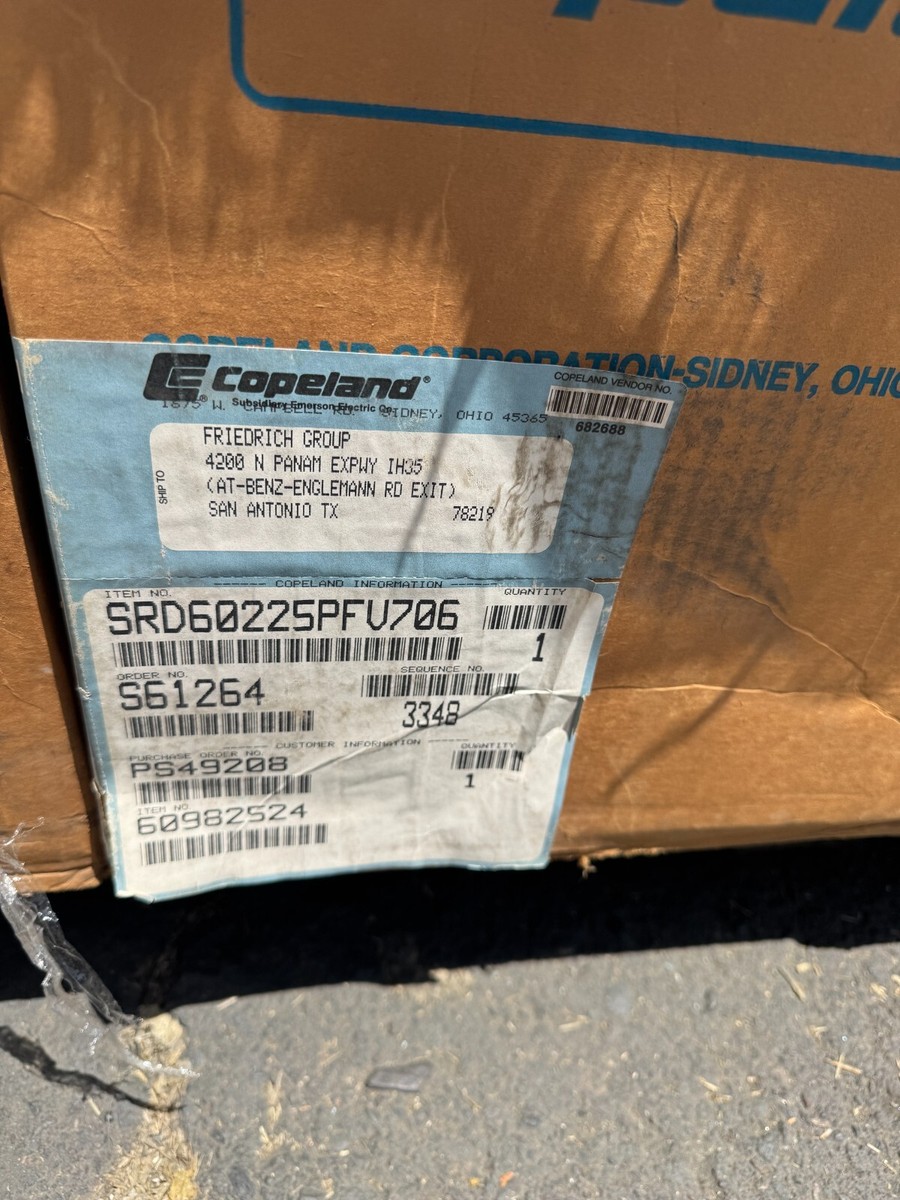 COPELAND CORPORATION-SIDNEY, OHIO
Copeland®
Subsidiary Emerson Electric Co.
1675 W. CAMPBELL RD. SIDNEY, OHIO 45365
COPELAND VENDOR NO.
682688
SHIP TO
FRIEDRICH GROUP
4200 N PANAM EXPWY IH35
(AT-BENZ-ENGLEMANN RD EXIT)
SAN ANTONIO TX 78219
COPELAND INFORMATION
ITEM NO. QUANTITY
SRD60225PFV706
1
ORDER NO. SEQUENCE NO.
S61264
3348
CUSTOMER INFORMATION
PURCHASE ORDER NO. QUANTITY
PS49208
1
ITEM NO.
60982524